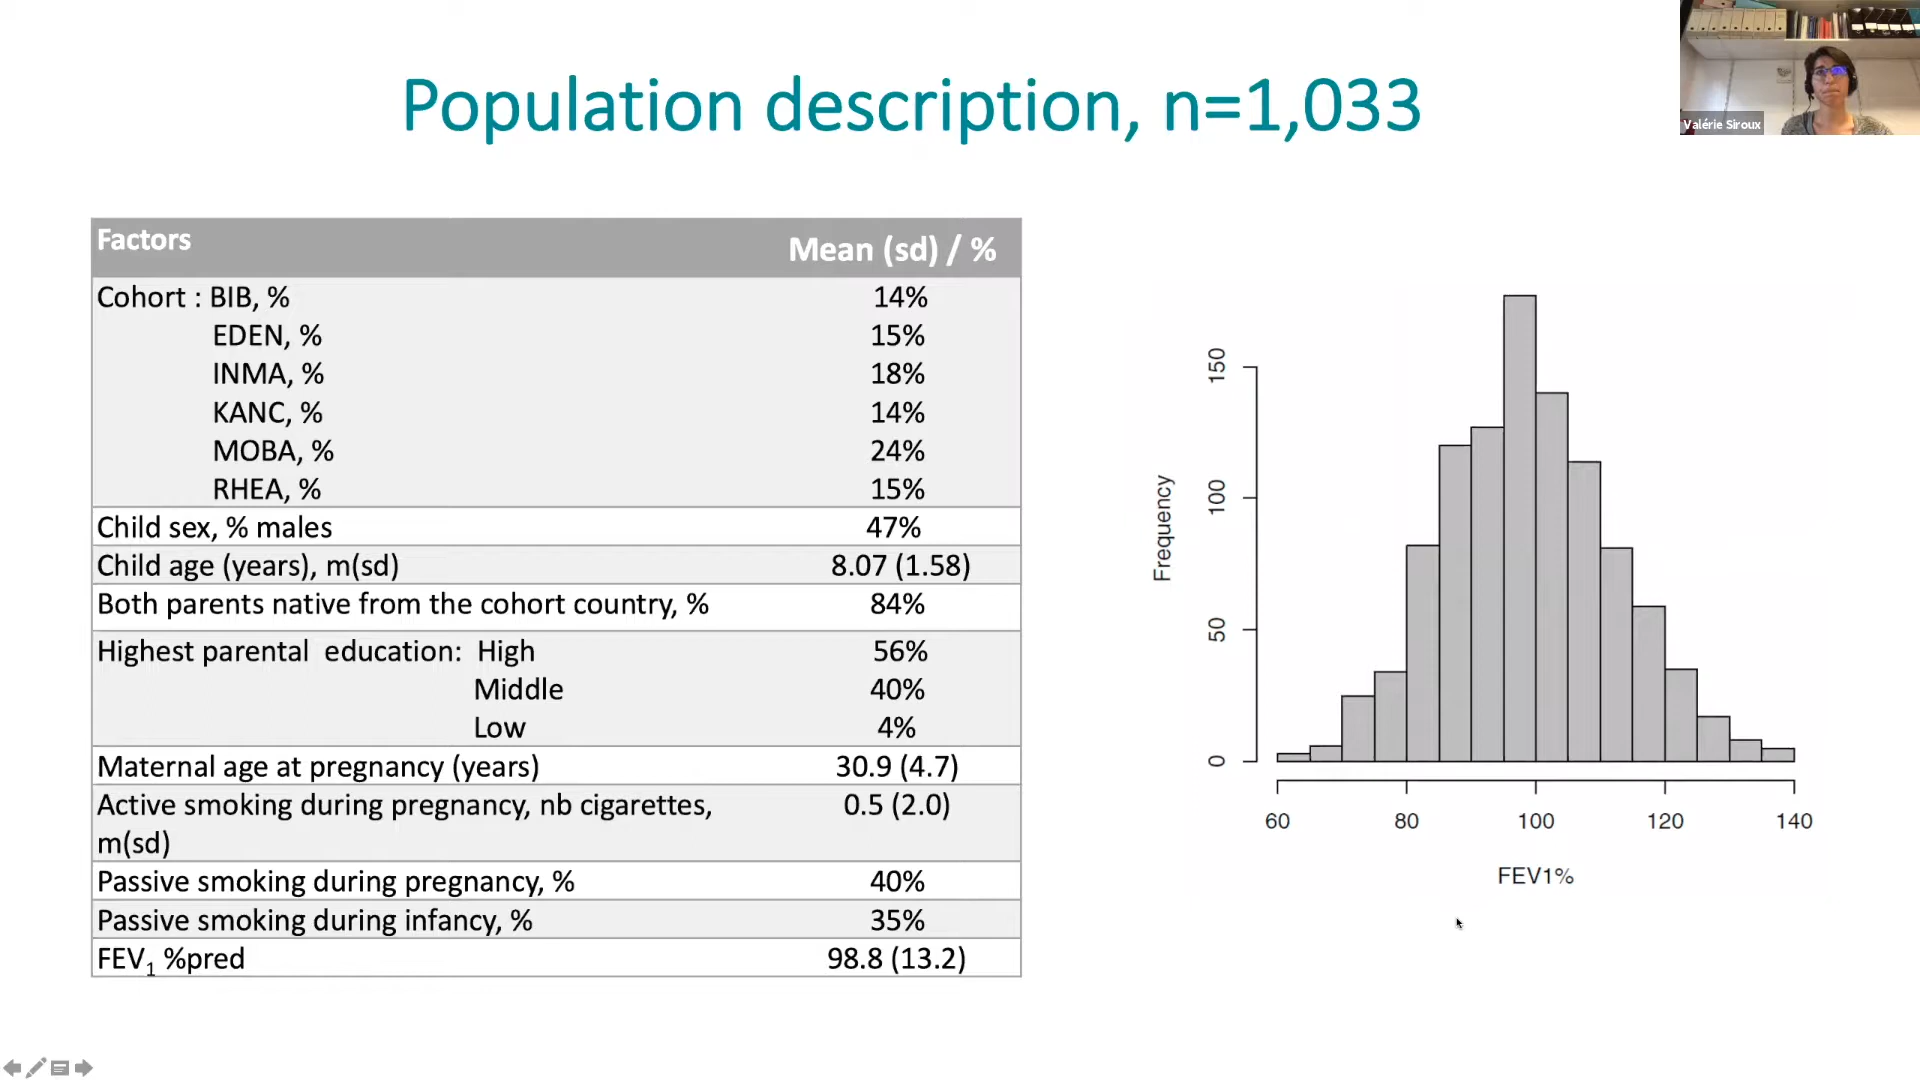 Population description, n=1,033
Valérie Siroux
Factors Mean (sd) / %
Cohort : BIB, % 14%
EDEN, % 15%
INMA, % 18%
KANC, % 14%
MOBA, % 24%
RHEA, % 15%
Child sex, % males 47%
Child age (years), m(sd) 8.07 (1.58)
Both parents native from the cohort country, % 84%
Highest parental education: High 56%
Middle 40%
Low 4%
Maternal age at pregnancy (years) 30.9 (4.7)
Active smoking during pregnancy, nb cigarettes, 0.5 (2.0)
m(sd)
Passive smoking during pregnancy, % 40%
Passive smoking during infancy, % 35%
FEV1 %pred 98.8 (13.2)
Frequency
150
100
50
0
60 80 100 120 140
FEV1%